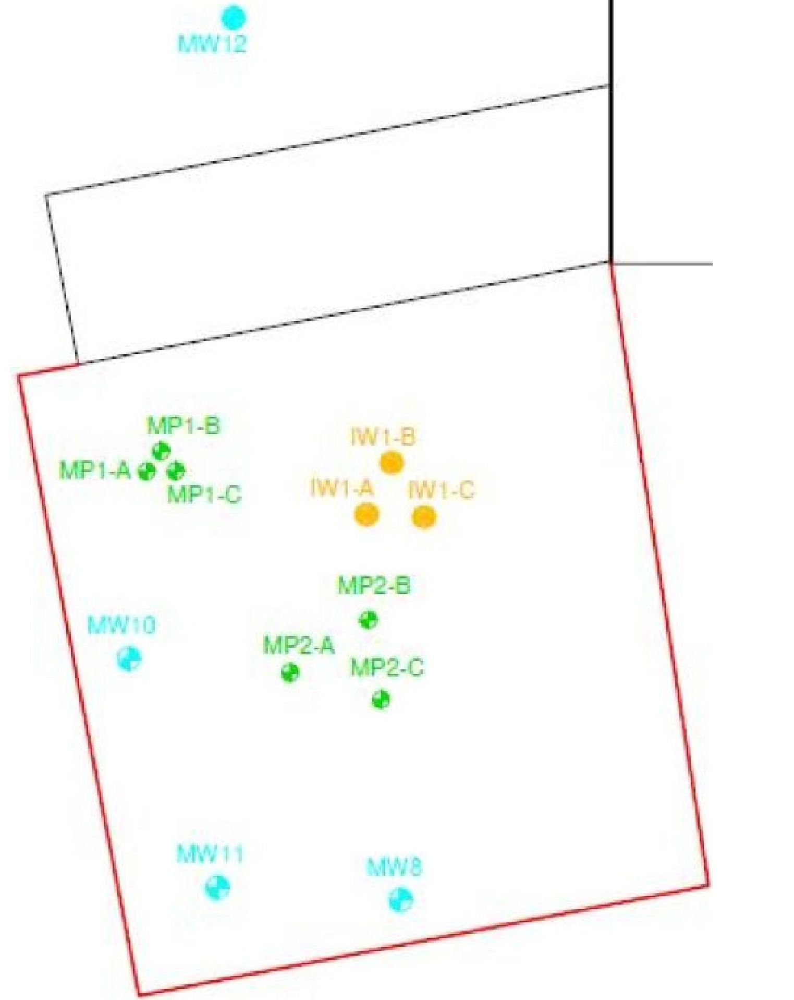 MW12
MP1-B
IW1-B
MP1-A
IW1-A
IW1-C
MP1-C
MP2-B
MW10
MP2-A
MP2-C
MW11
MW8